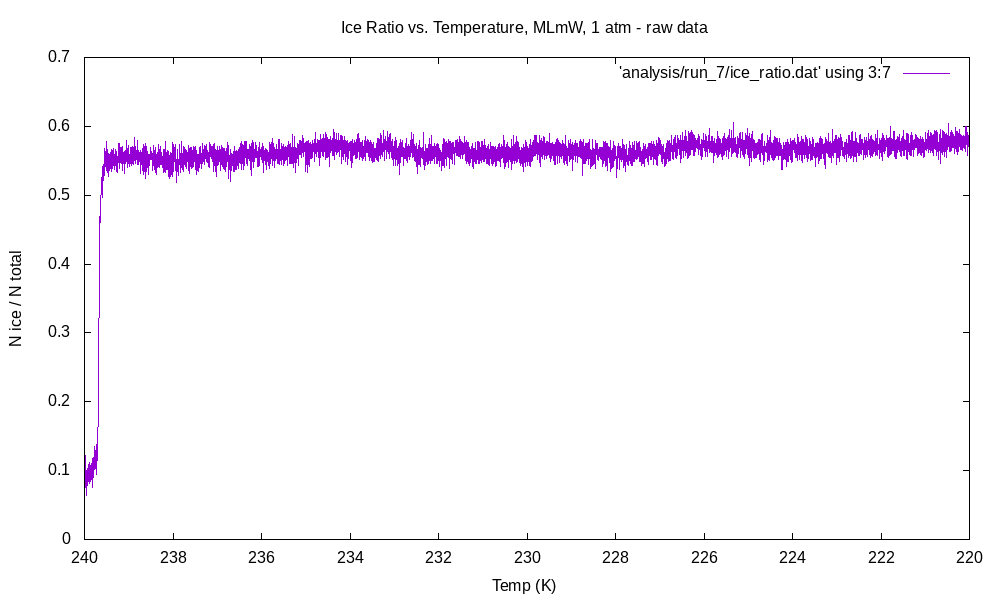 Ice Ratio vs. Temperature, MLmW, 1 atm - raw data
'analysis/run_7/ice_ratio.dat' using 3:7
0.7
0.6
0.5
0.4
0.3
0.2
0.1
0
N ice / N total
240 238 236 234 232 230 228 226 224 222 220
Temp (K)